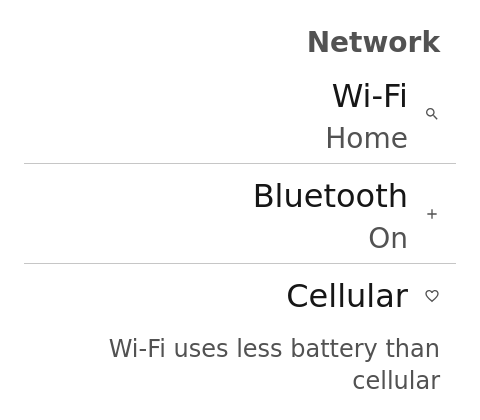 Network
Wi-Fi
Home
Bluetooth
On
Cellular
Wi-Fi uses less battery than
cellular